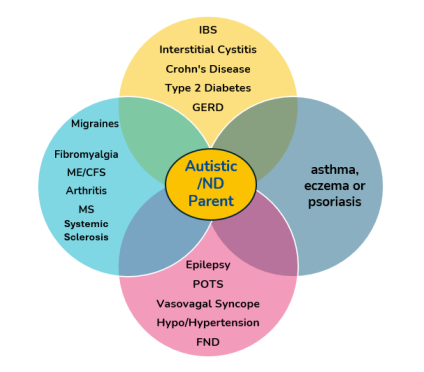 IBS
Interstitial Cystitis
Crohn's Disease
Type 2 Diabetes
GERD
Migraines
Fibromyalgia
ME/CFS
Arthritis
MS
Systemic
Sclerosis
Autistic
/ND
Parent
asthma,
eczema or
psoriasis
Epilepsy
POTS
Vasovagal Syncope
Hypo/Hypertension
FND